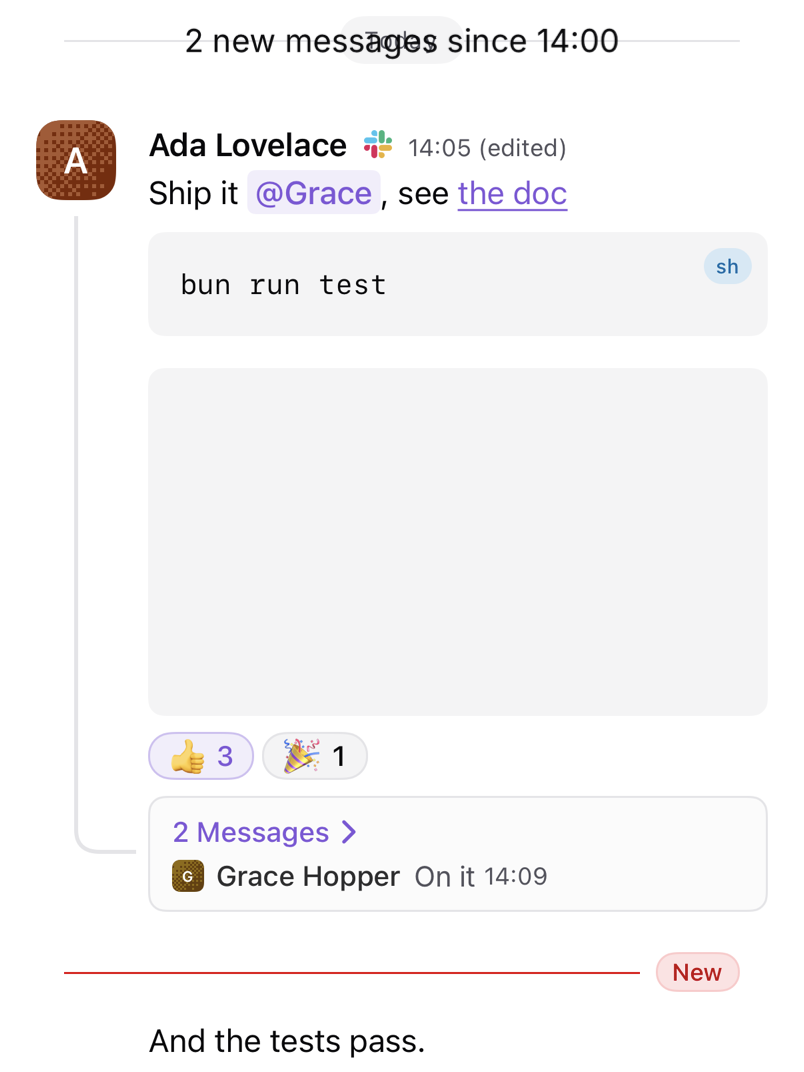 Today
2 new messages since 14:00
A
Ada Lovelace 14:05 (edited)
Ship it @Grace, see the doc
sh
bun run test
👍 3 🎉 1
2 Messages
G Grace Hopper On it 14:09
New
And the tests pass.